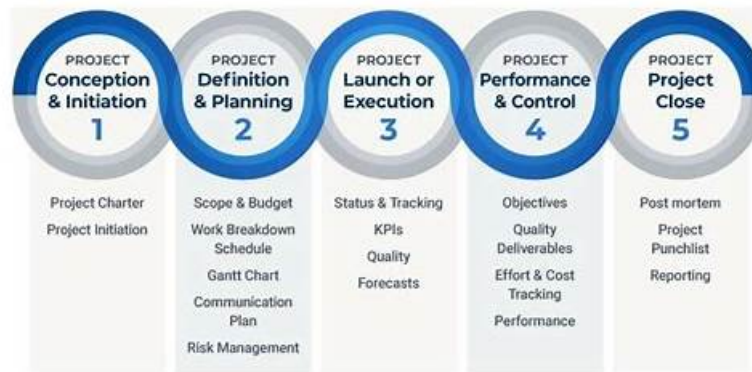 PROJECT
Conception
& Initiation
1
Project Charter
Project Initiation
PROJECT
Definition
& Planning
2
Scope & Budget
Work Breakdown
Schedule
Gantt Chart
Communication
Plan
Risk Management
PROJECT
Launch or
Execution
3
Status & Tracking
KPIs
Quality
Forecasts
PROJECT
Performance
& Control
4
Objectives
Quality
Deliverables
Effort & Cost
Tracking
Performance
PROJECT
Project
Close
5
Post mortem
Project
Punchlist
Reporting